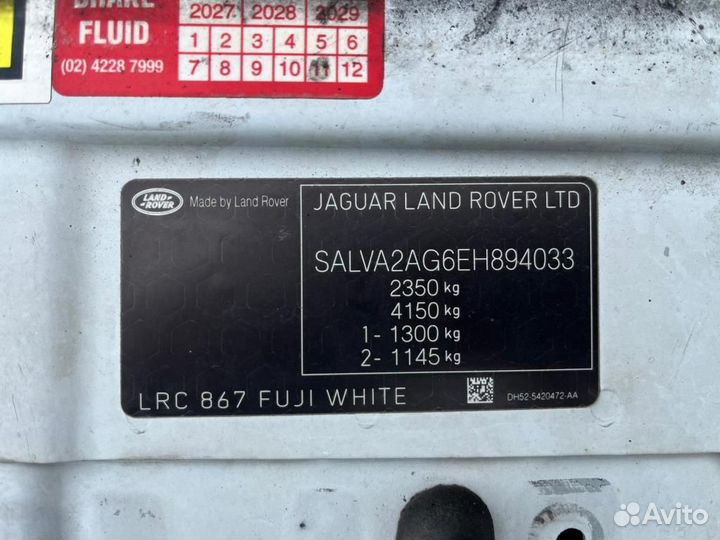 BRAKE
FLUID
(02) 4228 7999
2027 2028 2029
1 2 3 4 5 6
7 8 9 10 11 12
LAND ROVER
Made by Land Rover
JAGUAR LAND ROVER LTD
SALVA2AG6EH894033
2350 kg
4150 kg
1- 1300 kg
2- 1145 kg
LRC 867 FUJI WHITE
DH52-5420472-AA
Avito